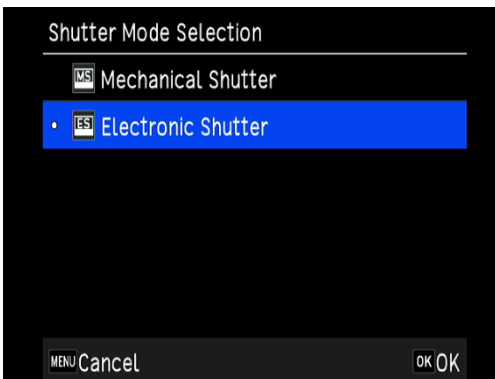 Shutter Mode Selection
MS Mechanical Shutter
ES Electronic Shutter
MENU Cancel OK OK